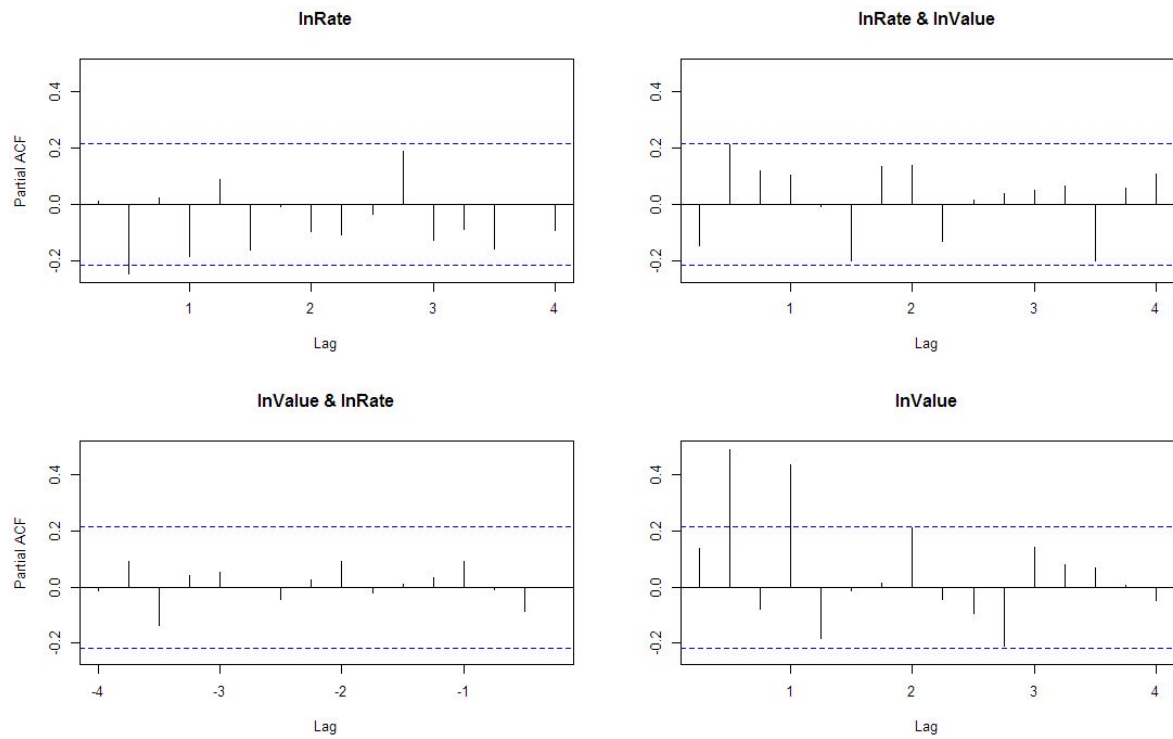 lnRate
Partial ACF
0.4
0.2
0.0
-0.2
1 2 3 4
Lag
lnRate & lnValue
0.4
0.2
0.0
-0.2
1 2 3 4
Lag
lnValue & lnRate
Partial ACF
0.4
0.2
0.0
-0.2
-4 -3 -2 -1
Lag
lnValue
0.4
0.2
0.0
-0.2
1 2 3 4
Lag